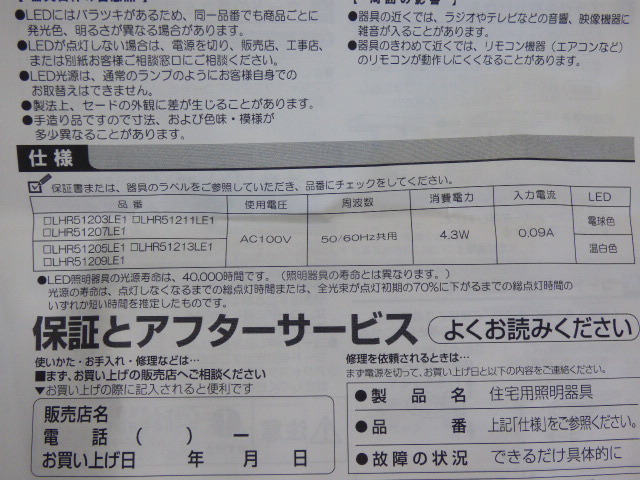 ●LEDにはバラツキがあるため、同一品番でも商品ごとに
発光色、明るさが異なる場合があります。
●LEDが点灯しない場合は、電源を切り、販売店、工事店、
または別紙お客様ご相談窓口にご相談ください。
●LED光源は、通常のランプのようにお客様自身での
お取替えはできません。
●製法上、セードの外観に差が生じることがあります。
●手造り品ですので寸法、および色味・模様が
多少異なることがあります。
●器具の近くでは、ラジオやテレビなどの音響、映像機器に
雑音が入ることがあります。
●器具のきわめて近くでは、リモコン機器（エアコンなど）
のリモコンが動作しにくくなることがあります。
仕様
保証書または、器具のラベルをご参照していただき、品番にチェックをしてください。
品番 使用電圧 周波数 消費電力 入力電流 LED
□LHR51203LE1 □LHR51211LE1
□LHR51207LE1
電球色
□LHR51205LE1 □LHR51213LE1
□LHR51209LE1
AC100V 50/60Hz共用 4.3W 0.09A
温白色
●LED照明器具の光源寿命は、40,000時間です。（照明器具の寿命とは異なります。）
光源の寿命は、点灯しなくなるまでの総点灯時間または、全光束が点灯初期の70%に下がるまでの総点灯時間の
いずれか短い時間を推定したものです。
保証とアフターサービス よくお読みください
使いかた・お手入れ・修理などは…
■まず、お買い上げの販売店へご相談ください
▼お買い上げの際に記入されると便利です
販売店名
電話 （ ） ー
お買い上げ日 年 月 日
修理を依頼されるときは…
まず電源を切って、お買い上げ日と以下の内容をご連絡ください。
●製品名 住宅用照明器具
●品番 上記「仕様」をご参照ください。
●故障の状況 できるだけ具体的に